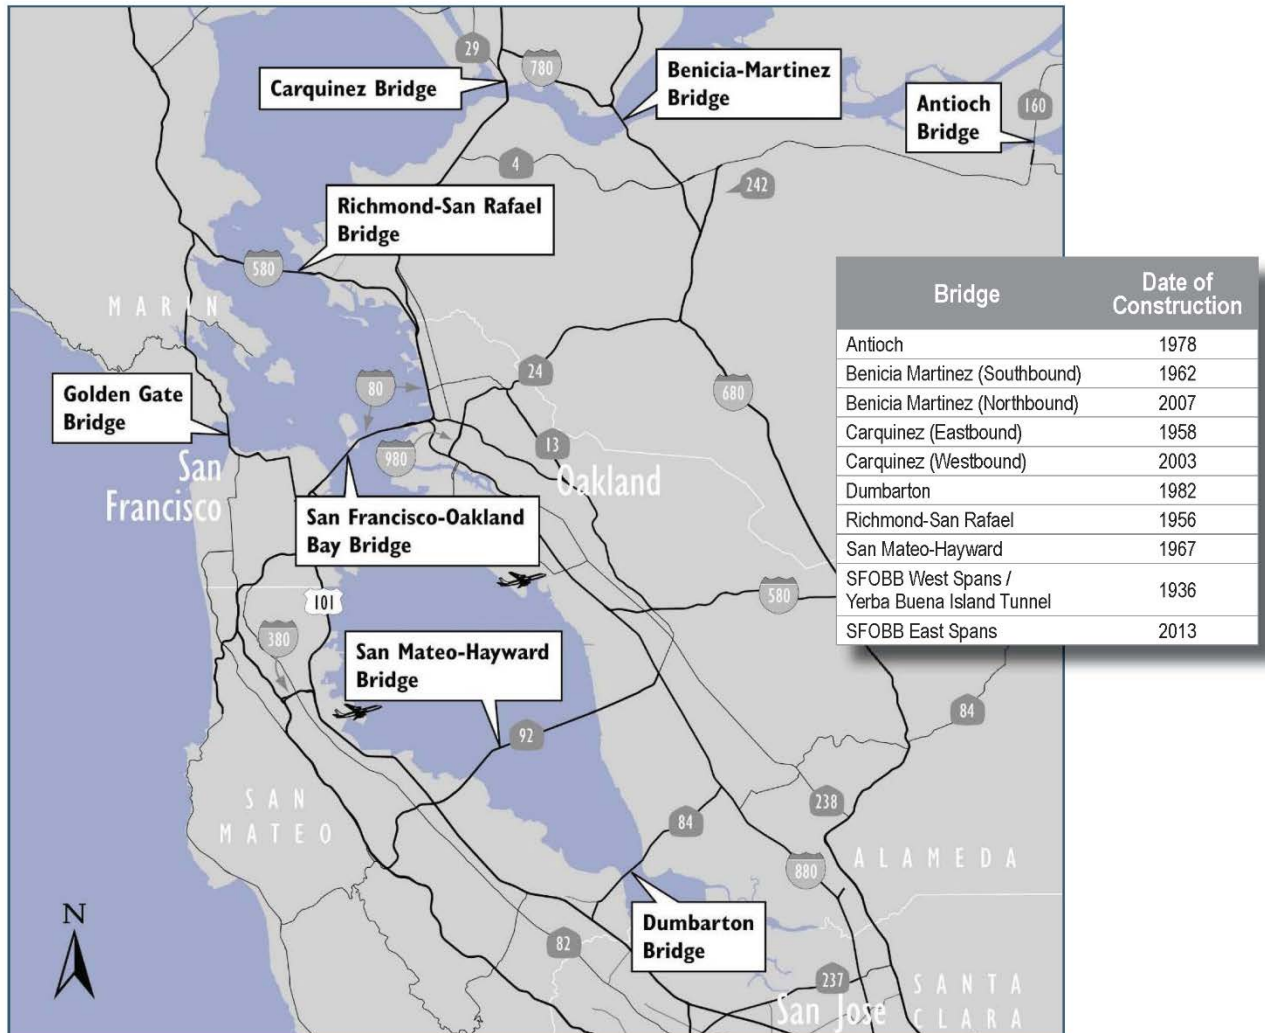 29
780
Carquinez Bridge
Benicia-Martinez
Bridge
Antioch
Bridge
160
4
242
Richmond-San Rafael
Bridge
580
MARIN
Bridge
Date of
Construction
Antioch 1978
Benicia Martinez (Southbound) 1962
Benicia Martinez (Northbound) 2007
Carquinez (Eastbound) 1958
Carquinez (Westbound) 2003
Dumbarton 1982
Richmond-San Rafael 1956
San Mateo-Hayward 1967
SFOBB West Spans /
Yerba Buena Island Tunnel 1936
SFOBB East Spans 2013
24
80
680
Golden Gate
Bridge
13
980
San
Francisco
Oakland
San Francisco-Oakland
Bay Bridge
101
580
380
San Mateo-Hayward
Bridge
92
84
SAN
MATEO
238
84
ALAMEDA
880
N
Dumbarton
Bridge
82
237
SANTA
CLARA
San Jose